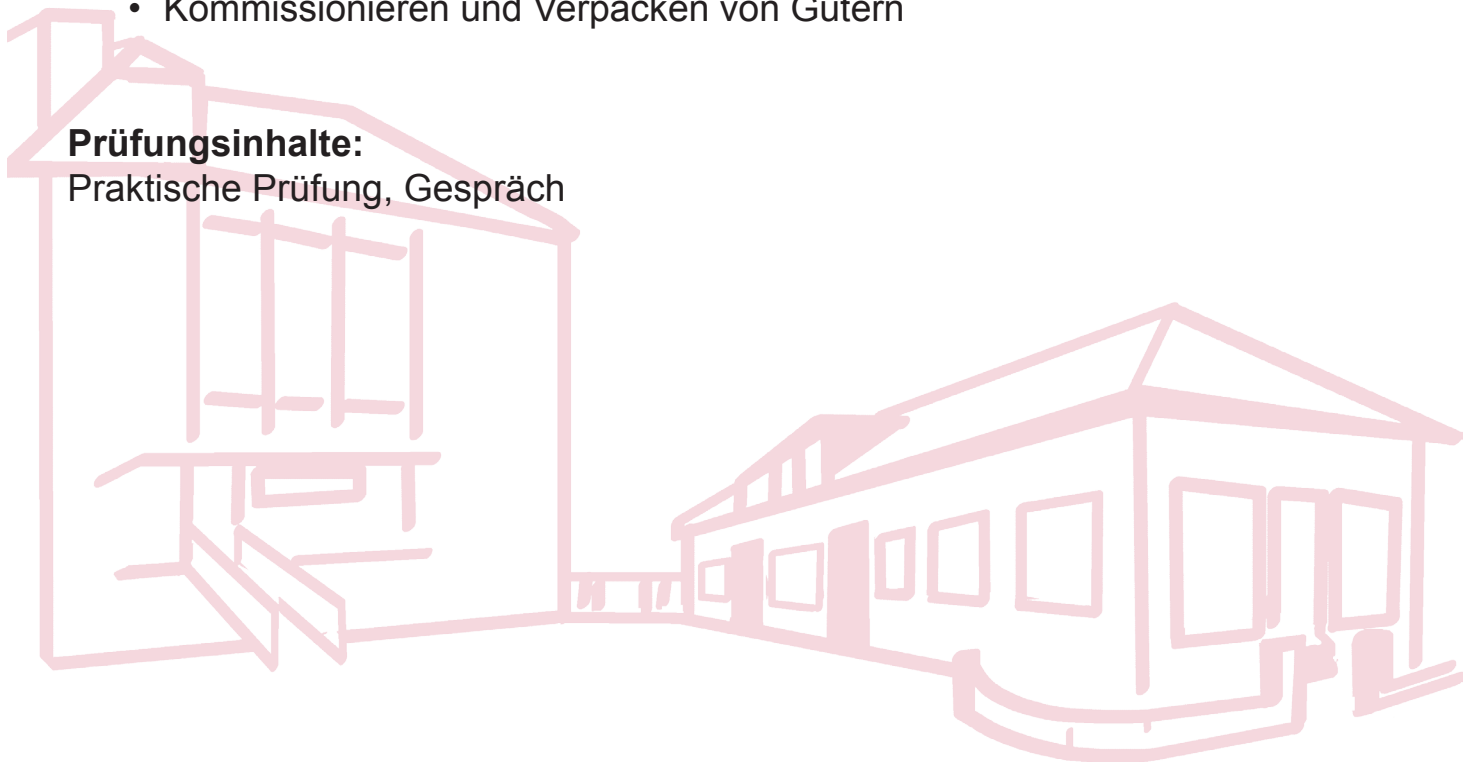 • Kommissionieren und Verpacken von Gütern
Prüfungsinhalte:
Praktische Prüfung, Gespräch